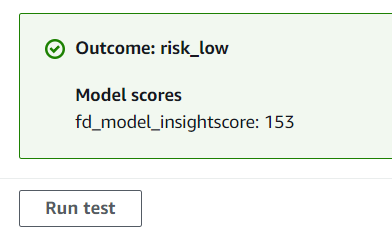 Outcome: risk_low
Model scores
fd_model_insightscore: 153
Run test